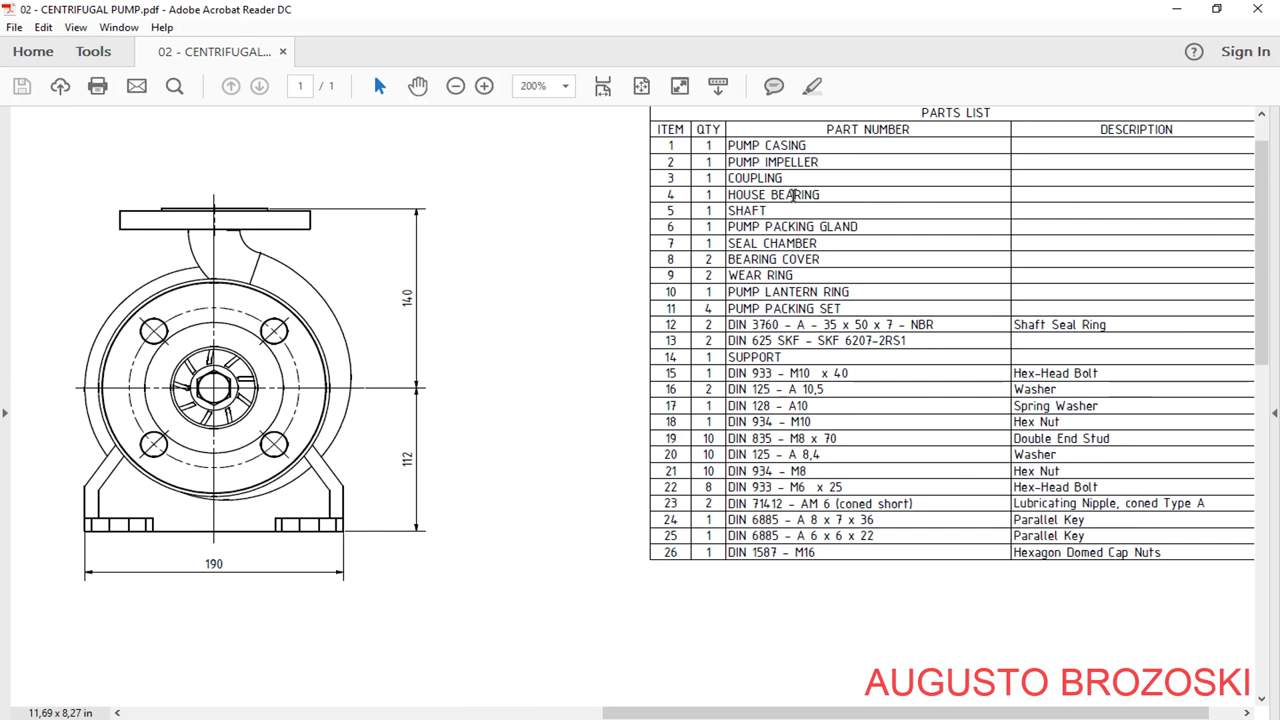 02 - CENTRIFUGAL PUMP.pdf - Adobe Acrobat Reader DC
File Edit View Window Help
Home Tools 02 - CENTRIFUGAL... × Sign In
1 / 1 200%
PARTS LIST
ITEM QTY PART NUMBER DESCRIPTION
1 1 PUMP CASING
2 1 PUMP IMPELLER
3 1 COUPLING
4 1 HOUSE BEARING
5 1 SHAFT
6 1 PUMP PACKING GLAND
7 1 SEAL CHAMBER
8 2 BEARING COVER
9 2 WEAR RING
10 1 PUMP LANTERN RING
11 4 PUMP PACKING SET
12 2 DIN 3760 - A - 35 x 50 x 7 - NBR Shaft Seal Ring
13 2 DIN 625 SKF - SKF 6207-2RS1
14 1 SUPPORT
15 1 DIN 933 - M10 x 40 Hex-Head Bolt
16 2 DIN 125 - A 10,5 Washer
17 1 DIN 128 - A10 Spring Washer
18 1 DIN 934 - M10 Hex Nut
19 10 DIN 835 - M8 x 70 Double End Stud
20 10 DIN 125 - A 8,4 Washer
21 10 DIN 934 - M8 Hex Nut
22 8 DIN 933 - M6 x 25 Hex-Head Bolt
23 2 DIN 71412 - AM 6 (coned short) Lubricating Nipple, coned Type A
24 1 DIN 6885 - A 8 x 7 x 36 Parallel Key
25 1 DIN 6885 - A 6 x 6 x 22 Parallel Key
26 1 DIN 1587 - M16 Hexagon Domed Cap Nuts
140
112
190
AUGUSTO BROZOSKI
11,69 x 8,27 in